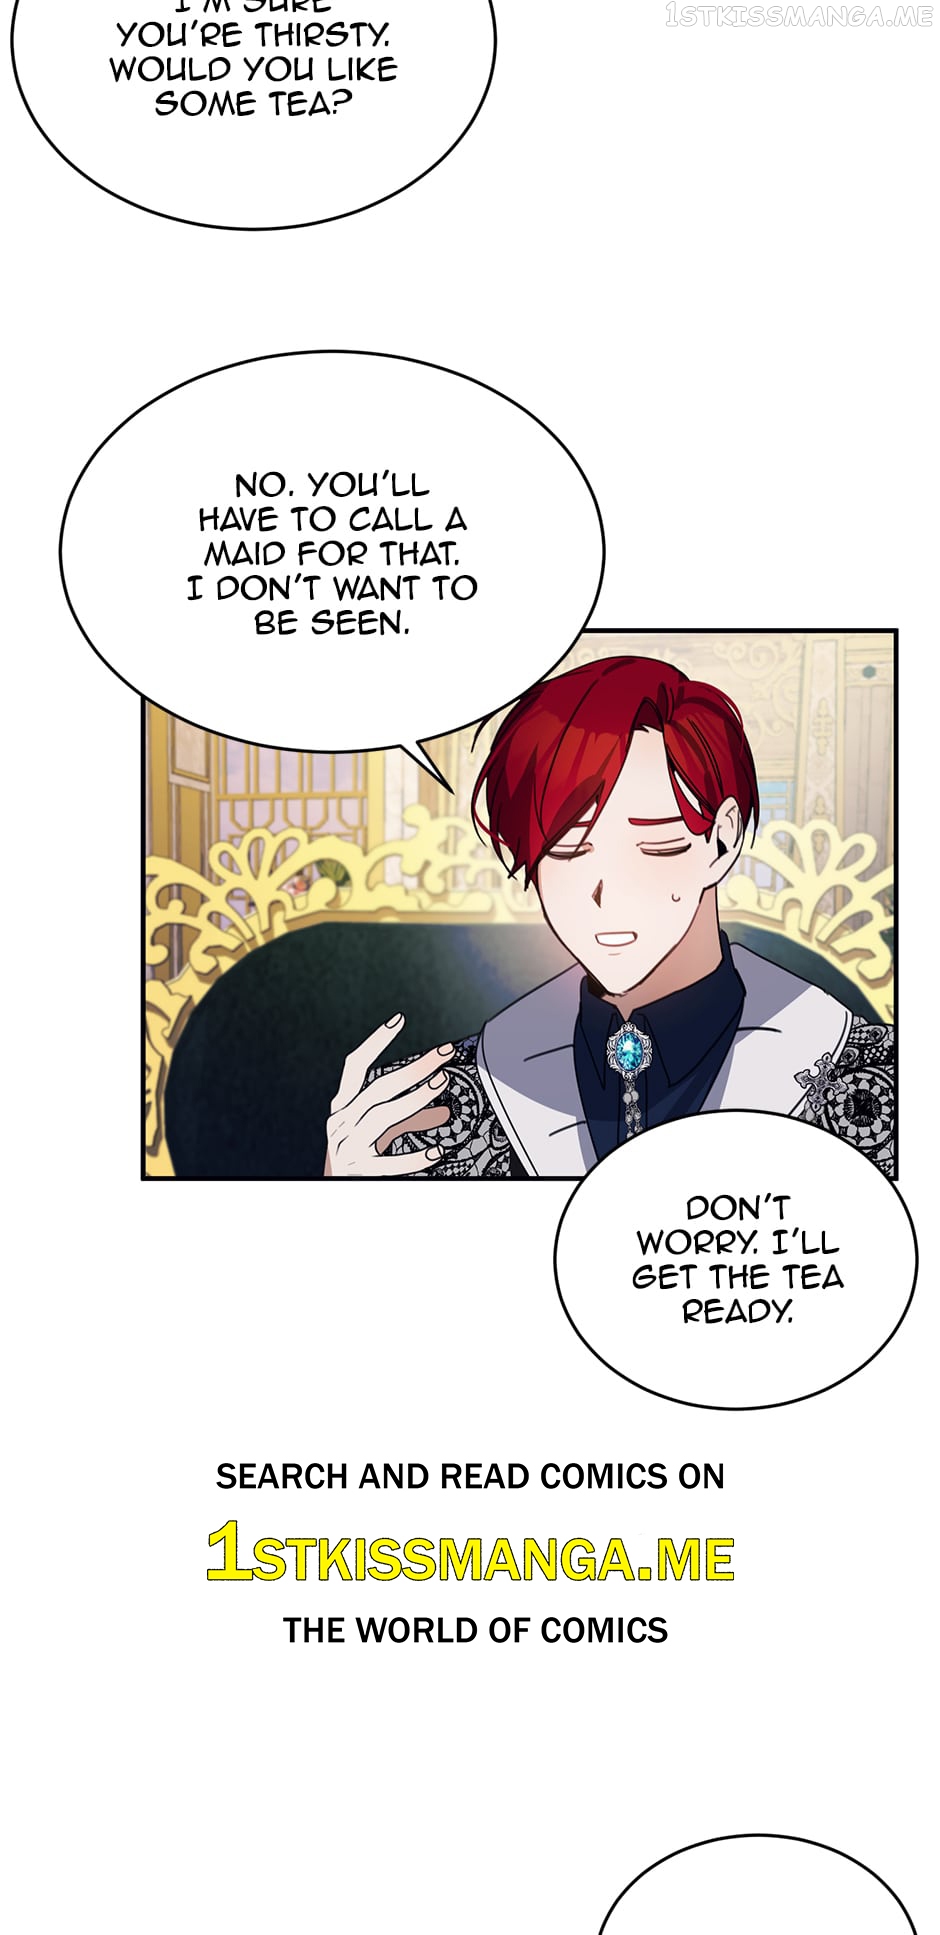 1STKISSMANGA.ME
I'M SURE
YOU'RE THIRSTY.
WOULD YOU LIKE
SOME TEA?
NO. YOU'LL
HAVE TO CALL A
MAID FOR THAT.
I DON'T WANT TO
BE SEEN.
DON'T
WORRY. I'LL
GET THE TEA
READY.
SEARCH AND READ COMICS ON
1STKISSMANGA.ME
THE WORLD OF COMICS